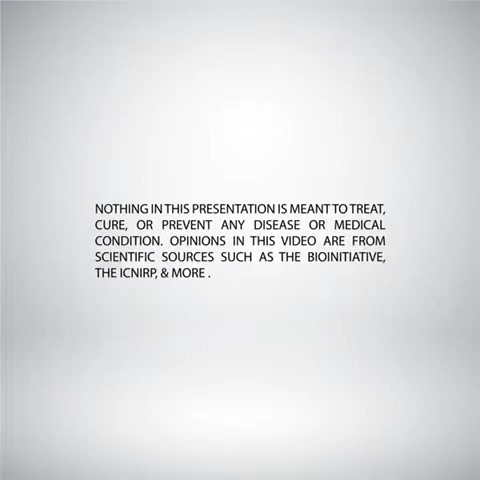 NOTHING IN THIS PRESENTATION IS MEANT TO TREAT,
CURE, OR PREVENT ANY DISEASE OR MEDICAL
CONDITION. OPINIONS IN THIS VIDEO ARE FROM
SCIENTIFIC SOURCES SUCH AS THE BIOINITIATIVE,
THE ICNIRP, & MORE .